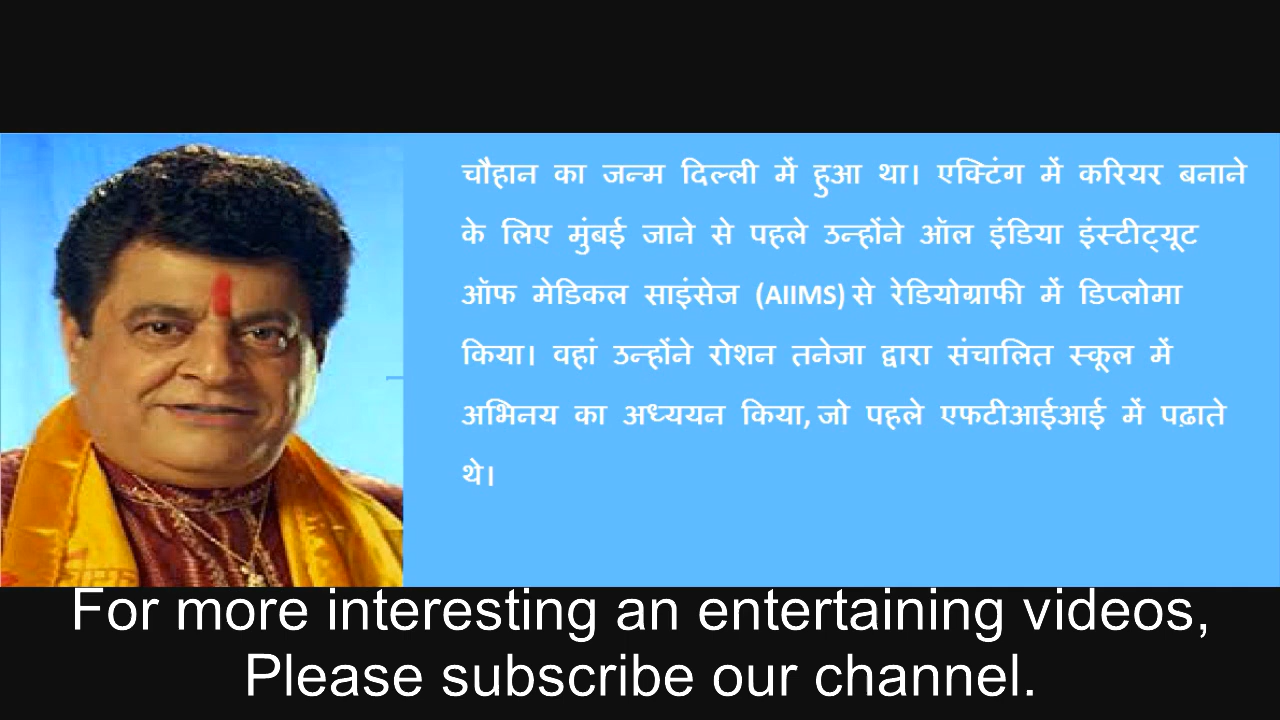 चौहान का जन्म दिल्ली में हुआ था। एक्टिंग में करियर बनाने
के लिए मुंबई जाने से पहले उन्होंने ऑल इंडिया इंस्टीट्यूट
ऑफ मेडिकल साइंसेज (AIIMS) से रेडियोग्राफी में डिप्लोमा
किया। वहां उन्होंने रोशन तनेजा द्वारा संचालित स्कूल में
अभिनय का अध्ययन किया, जो पहले एफटीआईआई में पढ़ाते
थे।
For more interesting an entertaining videos,
Please subscribe our channel.